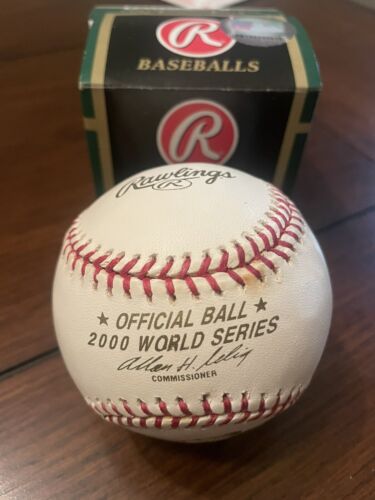 R
BASEBALLS
R
Rawlings
R
★ OFFICIAL BALL ★
2000 WORLD SERIES
Allan H. Selig
COMMISSIONER